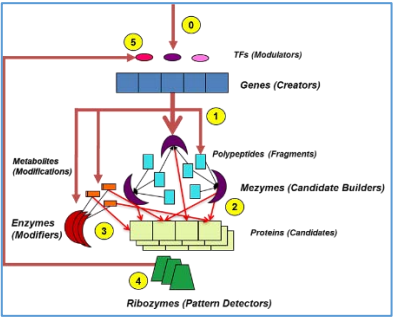 0
5
TFs (Modulators)
Genes (Creators)
1
Polypeptides (Fragments)
Metabolites
(Modifications)
Mezymes (Candidate Builders)
2
Enzymes
(Modifiers)
3
Proteins (Candidates)
4
Ribozymes (Pattern Detectors)